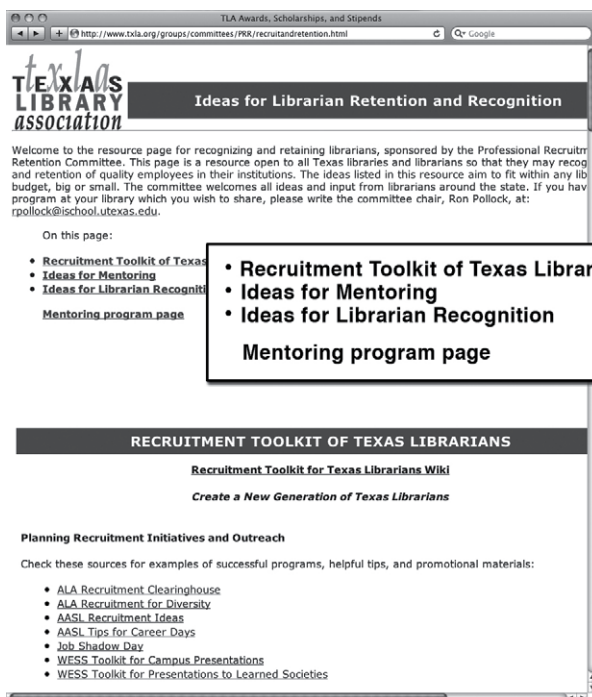 TLA Awards, Scholarships, and Stipends
http://www.txla.org/groups/committees/PRR/recruitandretention.html
Google
texlas
TEXAS
LIBRARY
association
Ideas for Librarian Retention and Recognition
Welcome to the resource page for recognizing and retaining librarians, sponsored by the Professional Recruitm
Retention Committee. This page is a resource open to all Texas libraries and librarians so that they may recog
and retention of quality employees in their institutions. The ideas listed in this resource aim to fit within any lib
budget, big or small. The committee welcomes all ideas and input from librarians around the state. If you hav
program at your library which you wish to share, please write the committee chair, Ron Pollock, at:
rpollock@ischool.utexas.edu.
On this page:
• Recruitment Toolkit of Texas
• Ideas for Mentoring
• Ideas for Librarian Recogniti
Mentoring program page
• Recruitment Toolkit of Texas Librar
• Ideas for Mentoring
• Ideas for Librarian Recognition
Mentoring program page
RECRUITMENT TOOLKIT OF TEXAS LIBRARIANS
Recruitment Toolkit for Texas Librarians Wiki
Create a New Generation of Texas Librarians
Planning Recruitment Initiatives and Outreach
Check these sources for examples of successful programs, helpful tips, and promotional materials:
• ALA Recruitment Clearinghouse
• ALA Recruitment for Diversity
• AASL Recruitment Ideas
• AASL Tips for Career Days
• Job Shadow Day
• WESS Toolkit for Campus Presentations
• WESS Toolkit for Presentations to Learned Societies